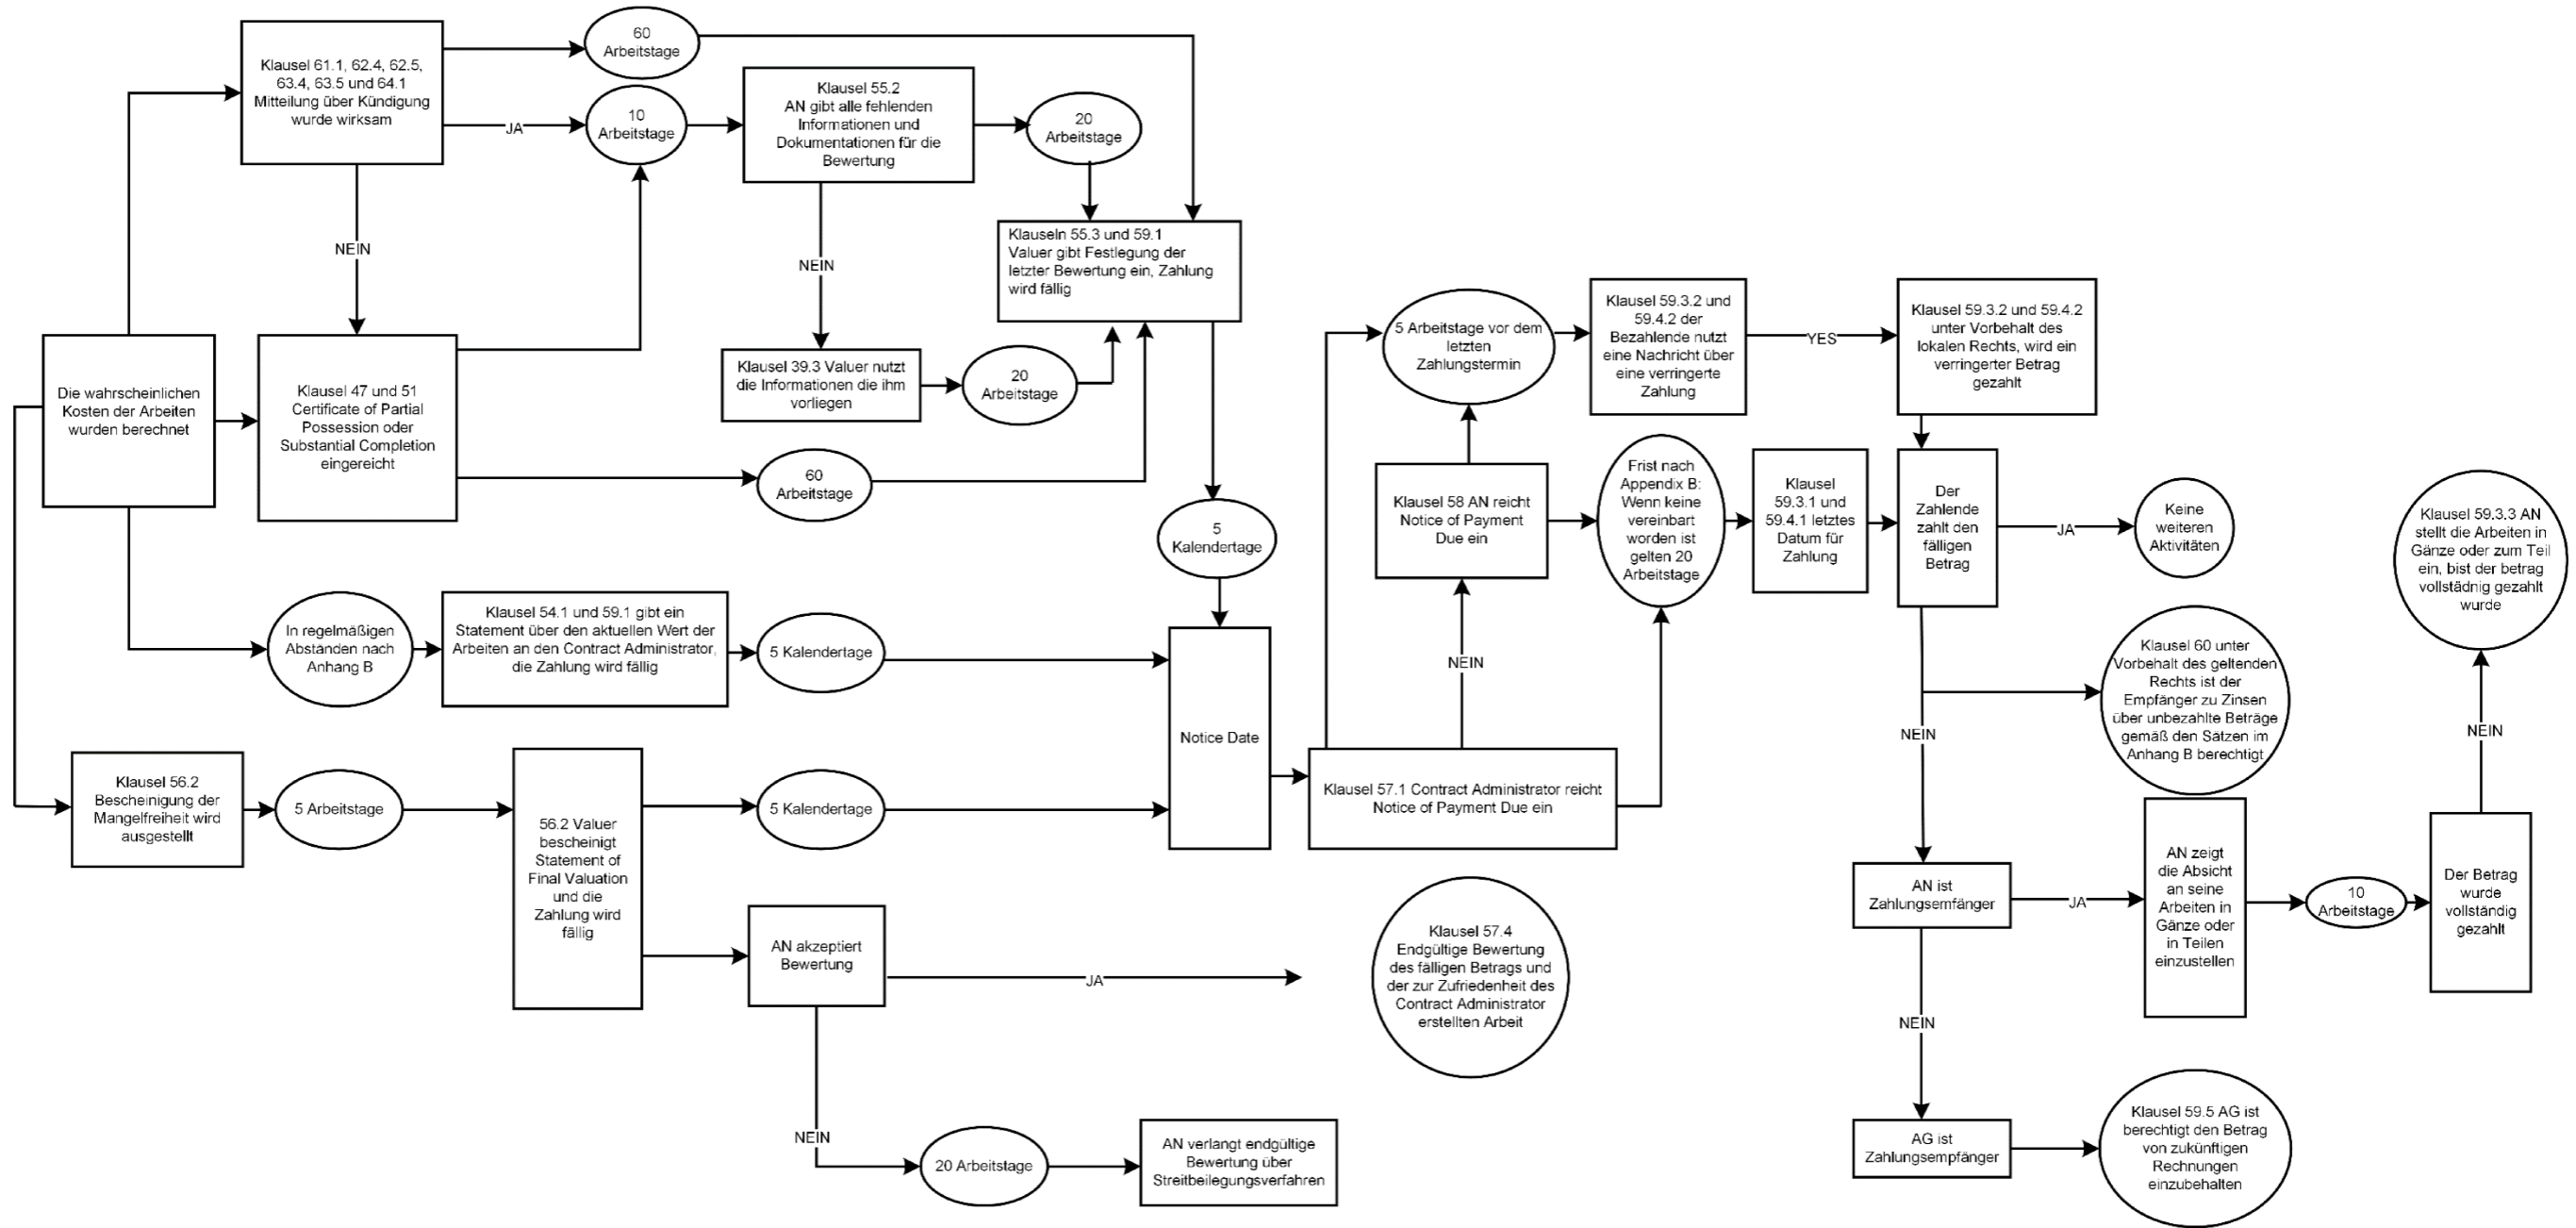 60
Arbeitstage
Klausel 61.1, 62.4, 62.5,
63.4, 63.5 und 64.1
Mitteilung über Kündigung
wurde wirksam
JA
10
Arbeitstage
Klausel 55.2
AN gibt alle fehlenden
Informationen und
Dokumentationen für die
Bewertung
20
Arbeitstage
NEIN
NEIN
Klauseln 55.3 und 59.1
Valuer gibt Festlegung der
letzter Bewertung ein, Zahlung
wird fällig
Die wahrscheinlichen
Kosten der Arbeiten
wurden berechnet
Klausel 47 und 51
Certificate of Partial
Possession oder
Substantial Completion
eingereicht
Klausel 39.3 Valuer nutzt
die Informationen die ihm
vorliegen
20
Arbeitstage
60
Arbeitstage
5
Kalendertage
In regelmäßigen
Abständen nach
Anhang B
Klausel 54.1 und 59.1 gibt ein
Statement über den aktuellen Wert der
Arbeiten an den Contract Administrator,
die Zahlung wird fällig
5 Kalendertage
Notice Date
Klausel 56.2
Bescheinigung der
Mangelfreiheit wird
ausgestellt
5 Arbeitstage
56.2 Valuer
bescheinigt
Statement of
Final Valuation
und die
Zahlung wird
fällig
5 Kalendertage
AN akzeptiert
Bewertung
JA
NEIN
20 Arbeitstage
AN verlangt endgültige
Bewertung über
Streitbeilegungsverfahren
5 Arbeitstage vor dem
letzten
Zahlungstermin
Klausel 59.3.2 und
59.4.2 der
Bezahlende nutzt
eine Nachricht über
eine verringerte
Zahlung
YES
Klausel 59.3.2 und 59.4.2
unter Vorbehalt des
lokalen Rechts, wird ein
verringerter Betrag
gezahlt
Klausel 58 AN reicht
Notice of Payment
Due ein
Frist nach
Appendix B:
Wenn keine
vereinbart
worden ist
gelten 20
Arbeitstage
Klausel
59.3.1 und
59.4.1 letztes
Datum für
Zahlung
Der
Zahlende
zahlt den
fälligen
Betrag
JA
Keine
weiteren
Aktivitäten
Klausel 59.3.3 AN
stellt die Arbeiten in
Gänze oder zum Teil
ein, bist der betrag
vollstädnig gezahlt
wurde
NEIN
Klausel 57.1 Contract Administrator reicht
Notice of Payment Due ein
Klausel 60 unter
Vorbehalt des geltenden
Rechts ist der
Empfänger zu Zinsen
über unbezahlte Beträge
gemäß den Sätzen im
Anhang B berechtigt
NEIN
NEIN
Klausel 57.4
Endgültige Bewertung
des fälligen Betrags und
der zur Zufriedenheit des
Contract Administrator
erstellten Arbeit
AN ist
Zahlungsemfänger
JA
AN zeigt
die Absicht
an seine
Arbeiten in
Gänze oder
in Teilen
einzustellen
10
Arbeitstage
Der Betrag
wurde
vollständig
gezahlt
NEIN
AG ist
Zahlungsempfänger
Klausel 59.5 AG ist
berechtigt den Betrag
von zukünftigen
Rechnungen
einzubehalten